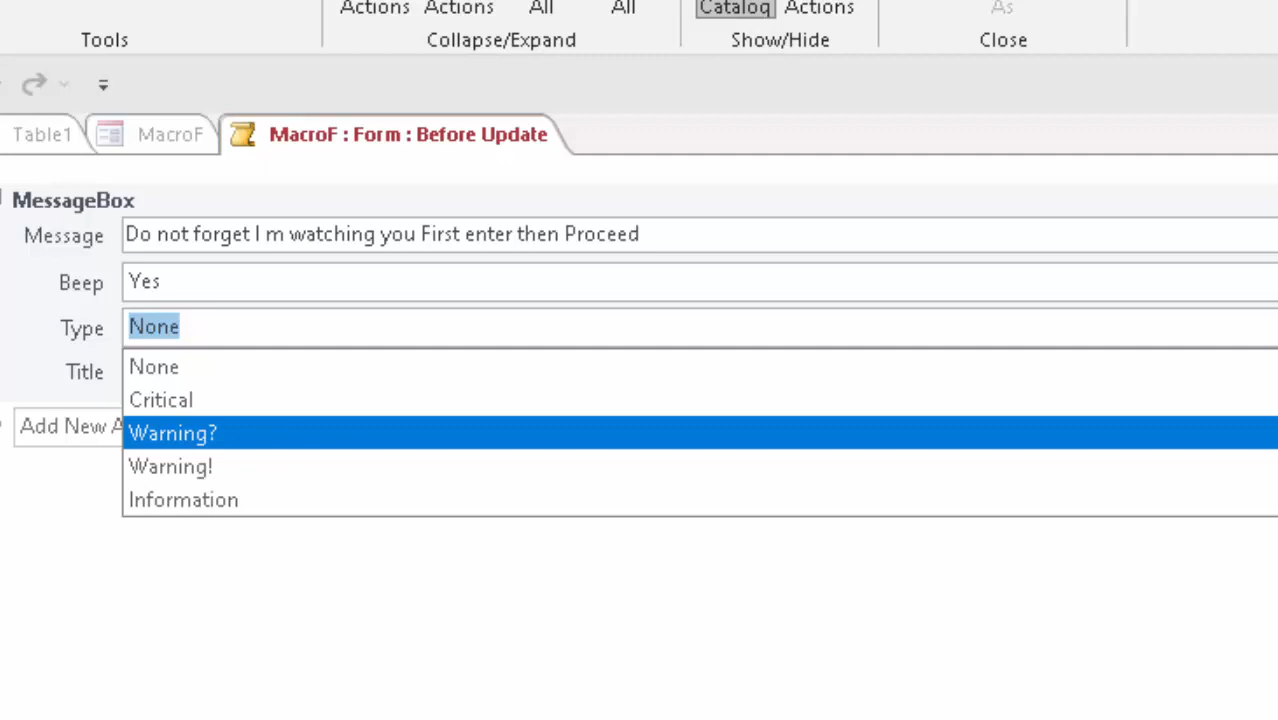 Actions Actions All All Catalog Actions As
Tools Collapse/Expand Show/Hide Close
Table1 MacroF MacroF : Form : Before Update
MessageBox
Message Do not forget I m watching you First enter then Proceed
Beep Yes
Type None
None
Title
Critical
Add New A
Warning?
Warning!
Information